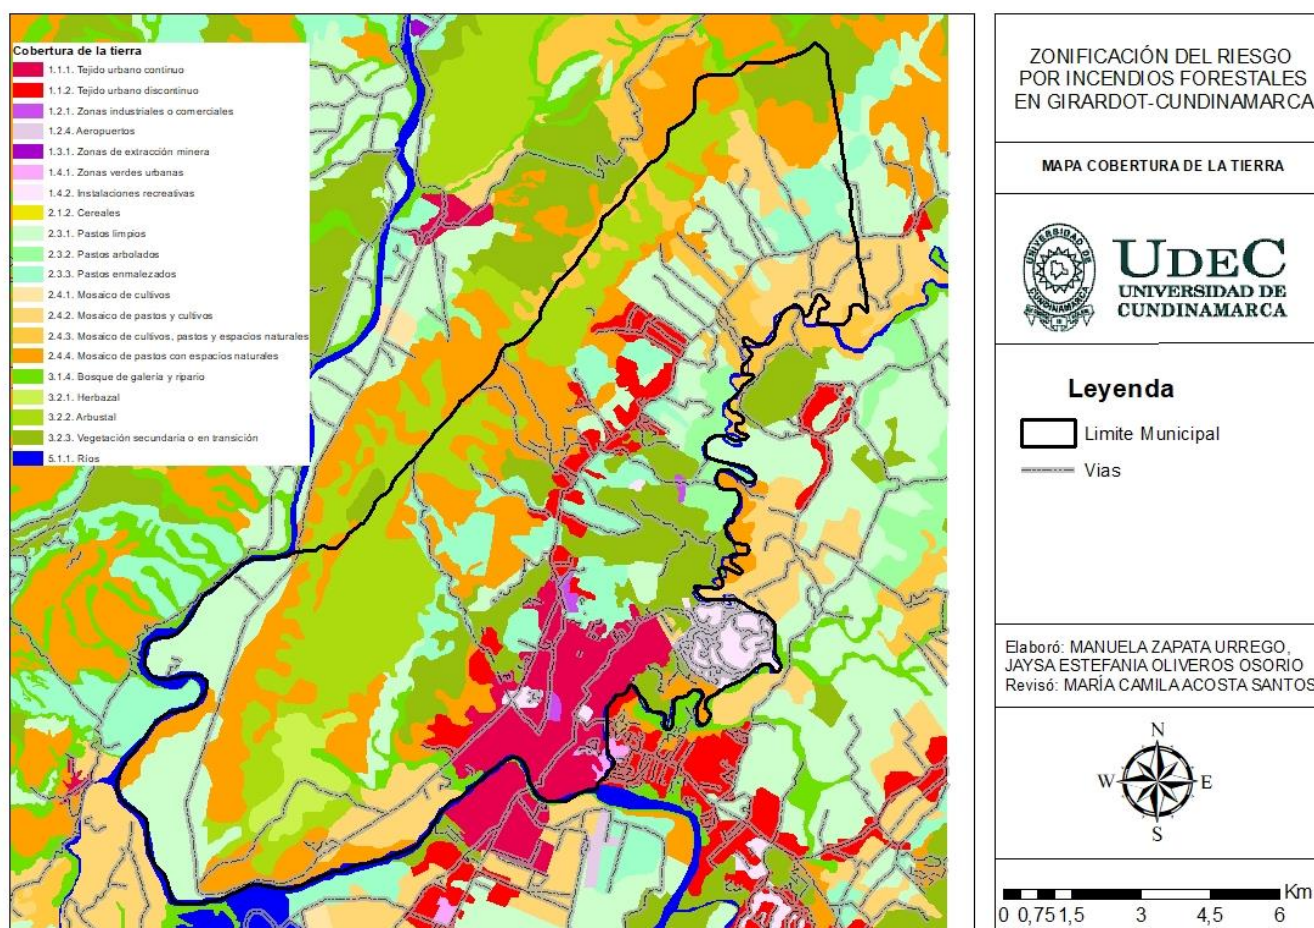 Cobertura de la tierra
1.1.1. Tejido urbano continuo
1.1.2. Tejido urbano discontinuo
1.2.1. Zonas industriales o comerciales
1.2.4. Aeropuertos
1.3.1. Zonas de extracción minera
1.4.1. Zonas verdes urbanas
1.4.2. Instalaciones recreativas
2.1.2. Cereales
2.3.1. Pastos limpios
2.3.2. Pastos arbolados
2.3.3. Pastos enmalezados
2.4.1. Mosaico de cultivos
2.4.2. Mosaico de pastos y cultivos
2.4.3. Mosaico de cultivos, pastos y espacios naturales
2.4.4. Mosaico de pastos con espacios naturales
3.1.4. Bosque de galería y ripario
3.2.1. Herbazal
3.2.2. Arbustal
3.2.3. Vegetación secundaria o en transición
5.1.1. Ríos
ZONIFICACIÓN DEL RIESGO
POR INCENDIOS FORESTALES
EN GIRARDOT-CUNDINAMARCA
MAPA COBERTURA DE LA TIERRA
UDEC
UNIVERSIDAD DE
CUNDINAMARCA
Leyenda
Limite Municipal
Vias
Elaboró: MANUELA ZAPATA URREGO,
JAYSA ESTEFANIA OLIVEROS OSORIO
Revisó: MARÍA CAMILA ACOSTA SANTOS
N
W E
S
Km
0 0,75 1,5 3 4,5 6